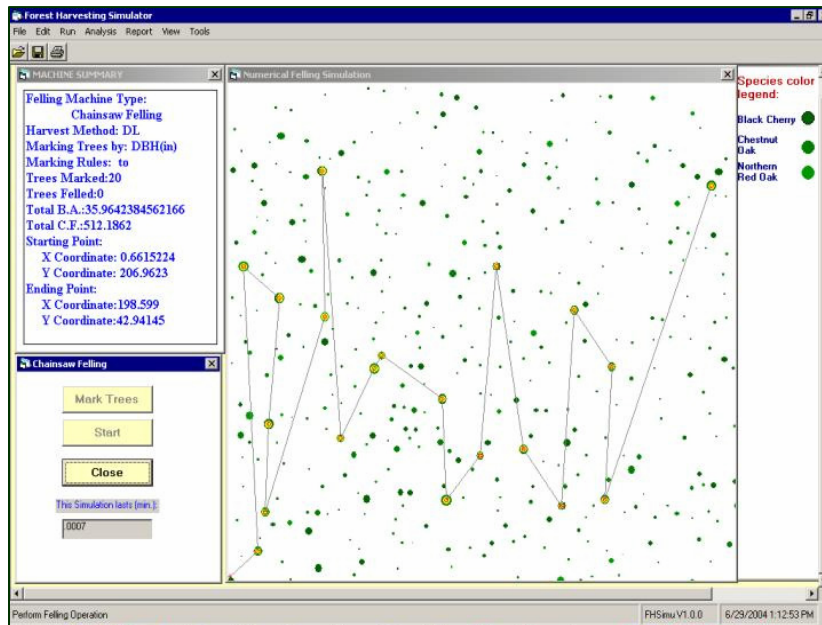 Forest Harvesting Simulator
File Edit Run Analysis Report View Tools
MACHINE SUMMARY
Felling Machine Type:
Chainsaw Felling
Harvest Method: DL
Marking Trees by: DBH(in)
Marking Rules: to
Trees Marked:20
Trees Felled:0
Total B.A.:35.9642384562166
Total C.F.:512.1862
Starting Point:
X Coordinate: 0.6615224
Y Coordinate: 206.9623
Ending Point:
X Coordinate:198.599
Y Coordinate:42.94145
Chainsaw Felling
Mark Trees
Start
Close
This Simulation lasts (min.):
.0007
Numerical Felling Simulation
Species color
legend:
Black Cherry
Chestnut
Oak
Northern
Red Oak
Perform Felling Operation
FHSimu V1.0.0
6/29/2004 1:12:53 PM